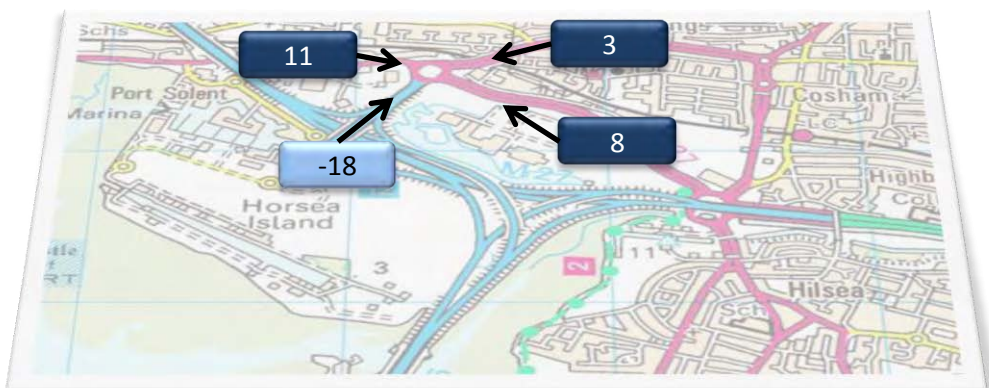 Schs
11
3
Port Solent
Marina
Cosham
-18
8
M27
Highb
Horsea
Island
11
3
2
Hilsea
Sch